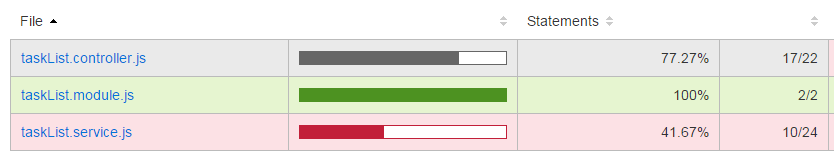 File Statements
taskList.controller.js 77.27% 17/22
taskList.module.js 100% 2/2
taskList.service.js 41.67% 10/24